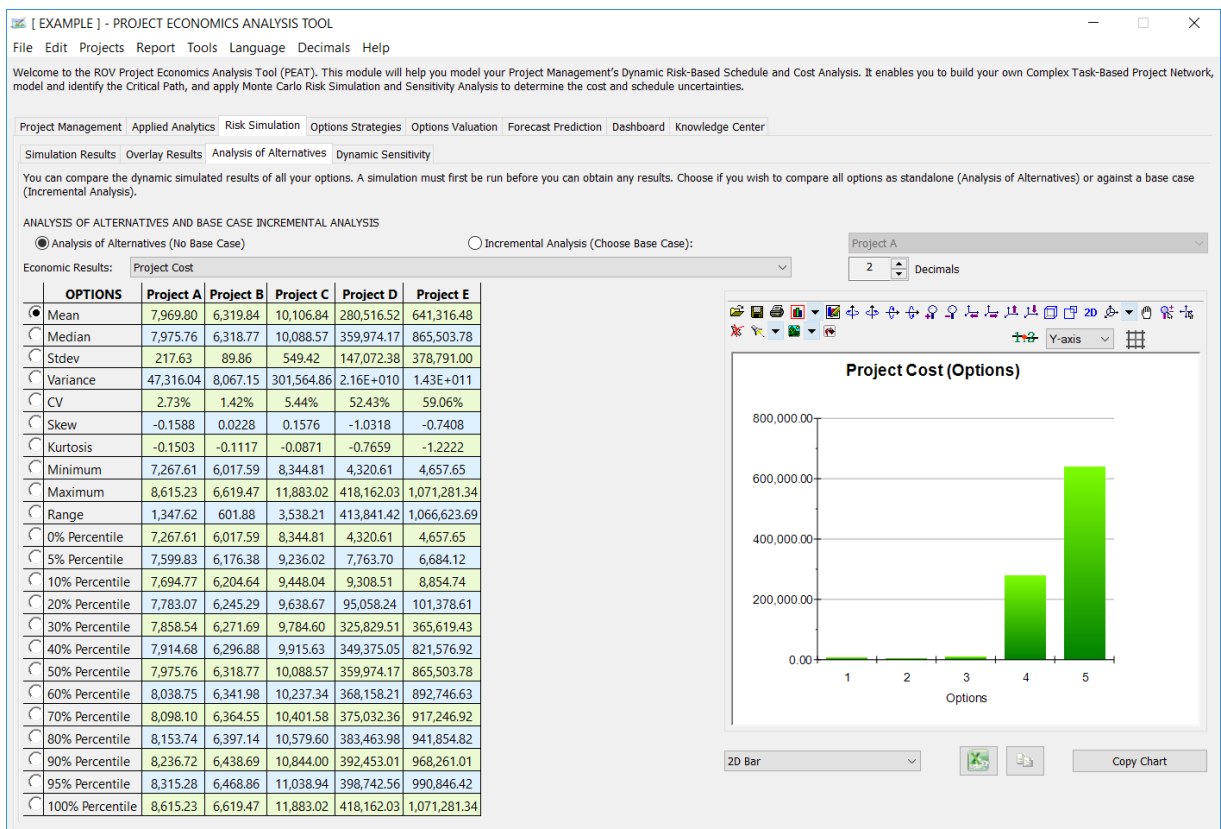 [ EXAMPLE ] - PROJECT ECONOMICS ANALYSIS TOOL
File Edit Projects Report Tools Language Decimals Help
Welcome to the ROV Project Economics Analysis Tool (PEAT). This module will help you model your Project Management's Dynamic Risk-Based Schedule and Cost Analysis. It enables you to build your own Complex Task-Based Project Network,
model and identify the Critical Path, and apply Monte Carlo Risk Simulation and Sensitivity Analysis to determine the cost and schedule uncertainties.
Project Management Applied Analytics Risk Simulation Options Strategies Options Valuation Forecast Prediction Dashboard Knowledge Center
Simulation Results Overlay Results Analysis of Alternatives Dynamic Sensitivity
You can compare the dynamic simulated results of all your options. A simulation must first be run before you can obtain any results. Choose if you wish to compare all options as standalone (Analysis of Alternatives) or against a base case
(Incremental Analysis).
ANALYSIS OF ALTERNATIVES AND BASE CASE INCREMENTAL ANALYSIS
Analysis of Alternatives (No Base Case) Incremental Analysis (Choose Base Case): Project A
Economic Results: Project Cost 2 Decimals
OPTIONS Project A Project B Project C Project D Project E
Mean 7,969.80 6,319.84 10,106.84 280,516.52 641,316.48
Median 7,975.76 6,318.77 10,088.57 359,974.17 865,503.78
Stdev 217.63 89.86 549.42 147,072.38 378,791.00
Variance 47,316.04 8,067.15 301,564.86 2.16E+010 1.43E+011
CV 2.73% 1.42% 5.44% 52.43% 59.06%
Skew -0.1588 0.0228 0.1576 -1.0318 -0.7408
Kurtosis -0.1503 -0.1117 -0.0871 -0.7659 -1.2222
Minimum 7,267.61 6,017.59 8,344.81 4,320.61 4,657.65
Maximum 8,615.23 6,619.47 11,883.02 418,162.03 1,071,281.34
Range 1,347.62 601.88 3,538.21 413,841.42 1,066,623.69
0% Percentile 7,267.61 6,017.59 8,344.81 4,320.61 4,657.65
5% Percentile 7,599.83 6,176.38 9,236.02 7,763.70 6,684.12
10% Percentile 7,694.77 6,204.64 9,448.04 9,308.51 8,854.74
20% Percentile 7,783.07 6,245.29 9,638.67 95,058.24 101,378.61
30% Percentile 7,858.54 6,271.69 9,784.60 325,829.51 365,619.43
40% Percentile 7,914.68 6,296.88 9,915.63 349,375.05 821,576.92
50% Percentile 7,975.76 6,318.77 10,088.57 359,974.17 865,503.78
60% Percentile 8,038.75 6,341.98 10,237.34 368,158.21 892,746.63
70% Percentile 8,098.10 6,364.55 10,401.58 375,032.36 917,246.92
80% Percentile 8,153.74 6,397.14 10,579.60 383,463.98 941,854.82
90% Percentile 8,236.72 6,438.69 10,844.00 392,453.01 968,261.01
95% Percentile 8,315.28 6,468.86 11,038.94 398,742.56 990,846.42
100% Percentile 8,615.23 6,619.47 11,883.02 418,162.03 1,071,281.34
2D
Y-axis
Project Cost (Options)
800,000.00
600,000.00
400,000.00
200,000.00
0.00
1 2 3 4 5
Options
2D Bar Copy Chart